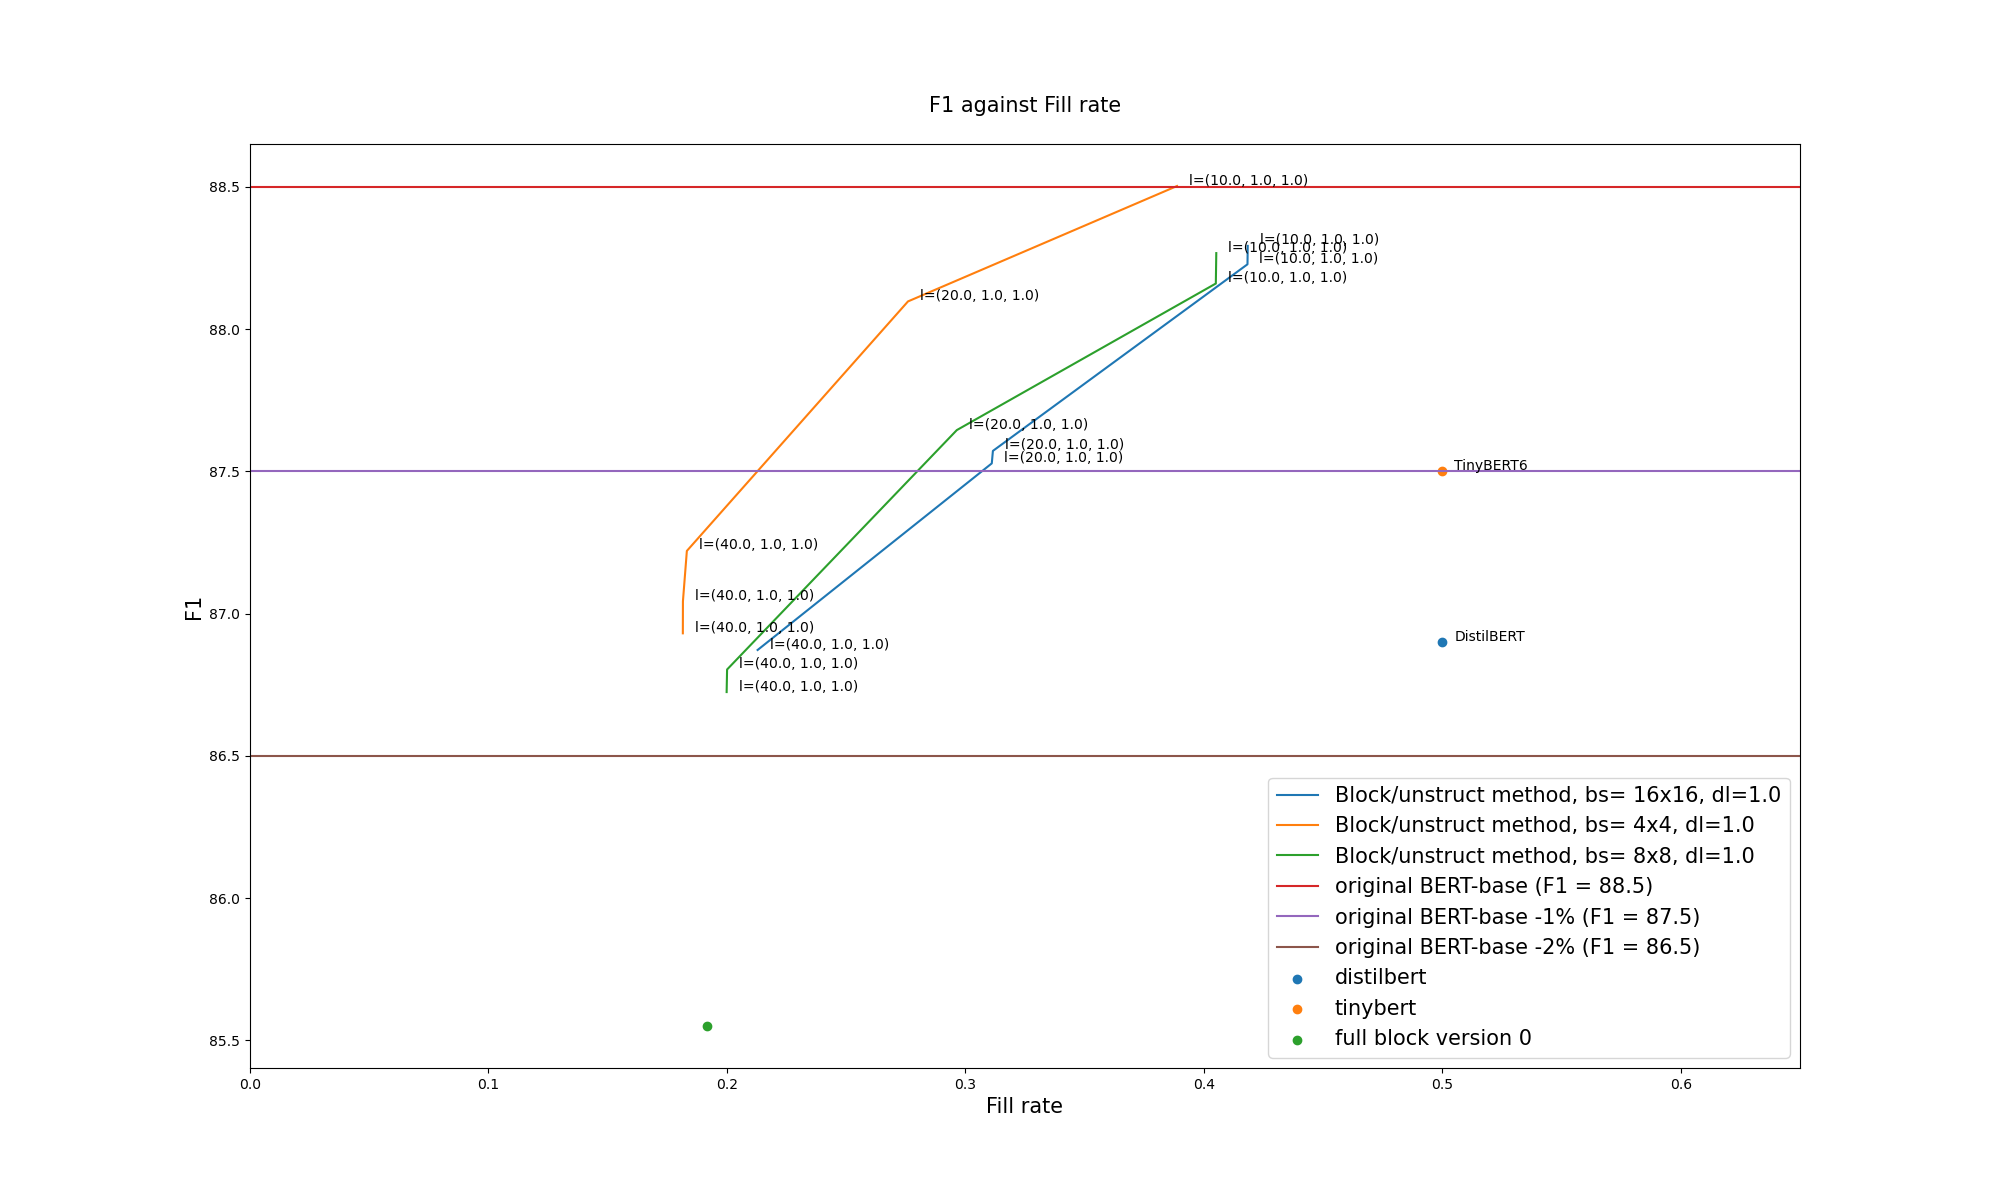 F1 against Fill rate
88.5
88.0
87.5
87.0
86.5
86.0
85.5
F1
l=(10.0, 1.0, 1.0)
l=(10.0, 1.0, 1.0)
l=(10.0, 1.0, 1.0)
l=(10.0, 1.0, 1.0)
l=(10.0, 1.0, 1.0)
l=(20.0, 1.0, 1.0)
l=(20.0, 1.0, 1.0)
l=(20.0, 1.0, 1.0)
l=(20.0, 1.0, 1.0)
TinyBERT6
l=(40.0, 1.0, 1.0)
l=(40.0, 1.0, 1.0)
l=(40.0, 1.0, 1.0)
DistilBERT
l=(40.0, 1.0, 1.0)
l=(40.0, 1.0, 1.0)
l=(40.0, 1.0, 1.0)
Block/unstruct method, bs= 16x16, dl=1.0
Block/unstruct method, bs= 4x4, dl=1.0
Block/unstruct method, bs= 8x8, dl=1.0
original BERT-base (F1 = 88.5)
original BERT-base -1% (F1 = 87.5)
original BERT-base -2% (F1 = 86.5)
distilbert
tinybert
full block version 0
0.0 0.1 0.2 0.3 0.4 0.5 0.6
Fill rate